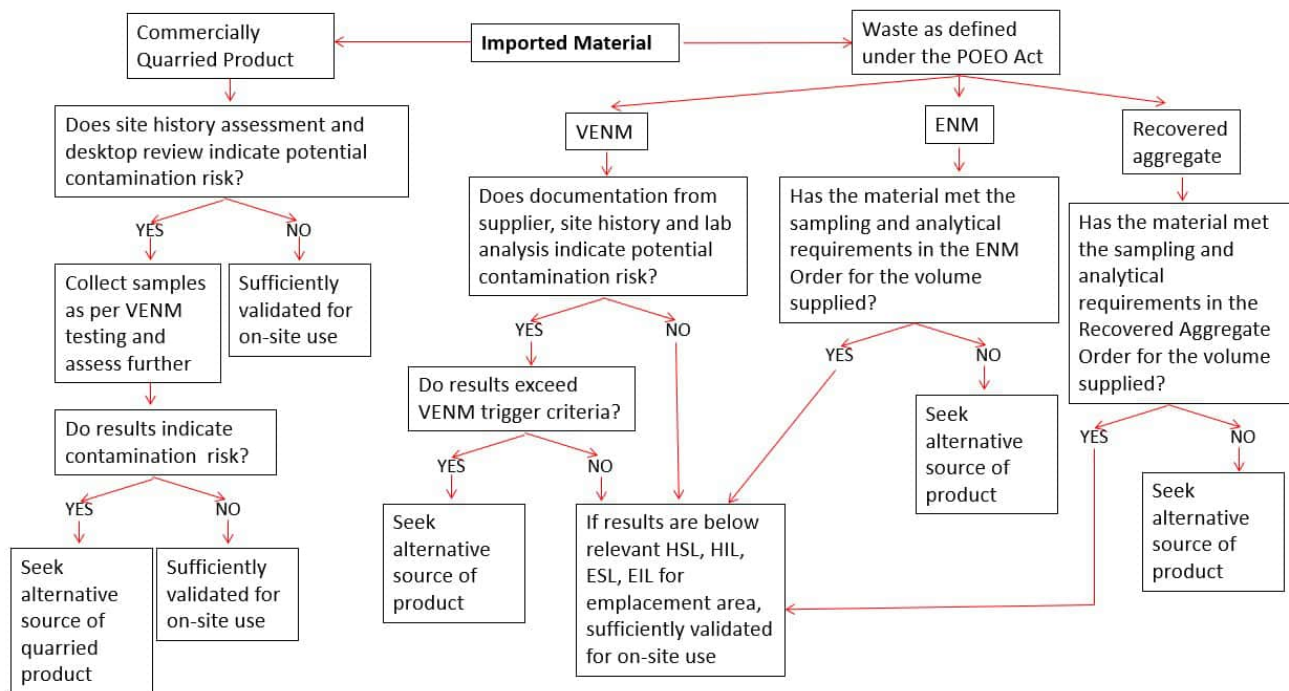 Imported Material
Commercially
Quarried Product
Does site history assessment and
desktop review indicate potential
contamination risk?
YES
NO
Collect samples
as per VENM
testing and
assess further
Sufficiently
validated for
on-site use
Do results indicate
contamination risk?
YES
NO
Seek
alternative
source of
quarried
product
Sufficiently
validated for
on-site use
Waste as defined
under the POEO Act
VENM
Does documentation from
supplier, site history and lab
analysis indicate potential
contamination risk?
YES
NO
Do results exceed
VENM trigger criteria?
YES
NO
Seek
alternative
source of
product
If results are below
relevant HSL, HIL,
ESL, EIL for
emplacement area,
sufficiently validated
for on-site use
ENM
Has the material met the
sampling and analytical
requirements in the ENM
Order for the volume
supplied?
YES
NO
Seek
alternative
source of
product
Recovered
aggregate
Has the material met
the sampling and
analytical
requirements in the
Recovered Aggregate
Order for the volume
supplied?
YES
NO
Seek
alternative
source of
product